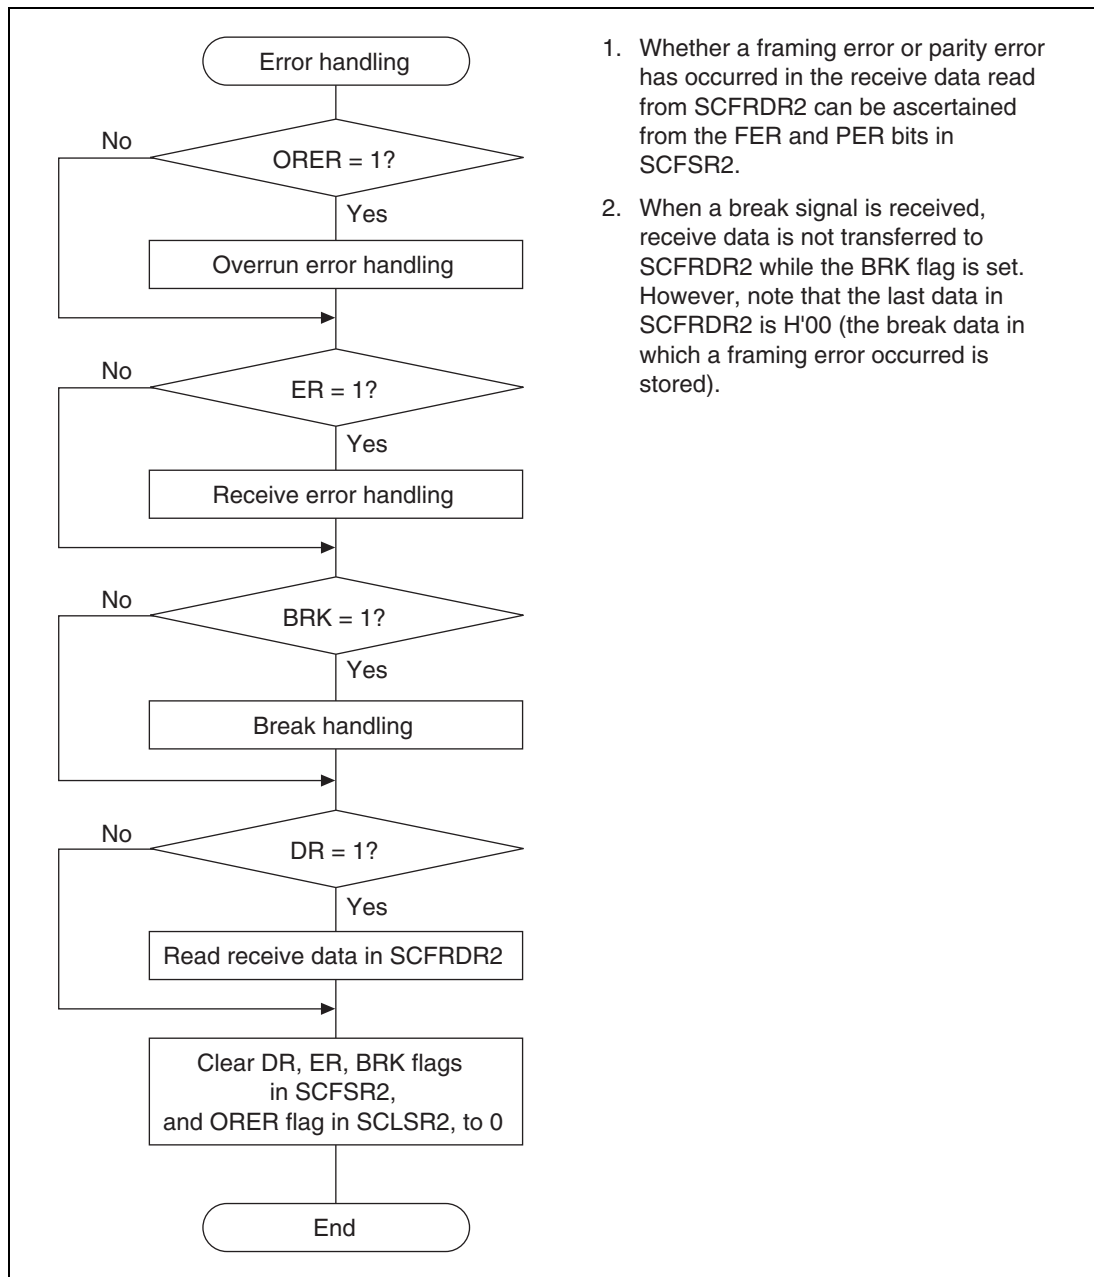 Error handling
No
ORER = 1?
Yes
Overrun error handling
No
ER = 1?
Yes
Receive error handling
No
BRK = 1?
Yes
Break handling
No
DR = 1?
Yes
Read receive data in SCFRDR2
Clear DR, ER, BRK flags
in SCFSR2,
and ORER flag in SCLSR2, to 0
End
1. Whether a framing error or parity error
has occurred in the receive data read
from SCFRDR2 can be ascertained
from the FER and PER bits in
SCFSR2.
2. When a break signal is received,
receive data is not transferred to
SCFRDR2 while the BRK flag is set.
However, note that the last data in
SCFRDR2 is H'00 (the break data in
which a framing error occurred is
stored).